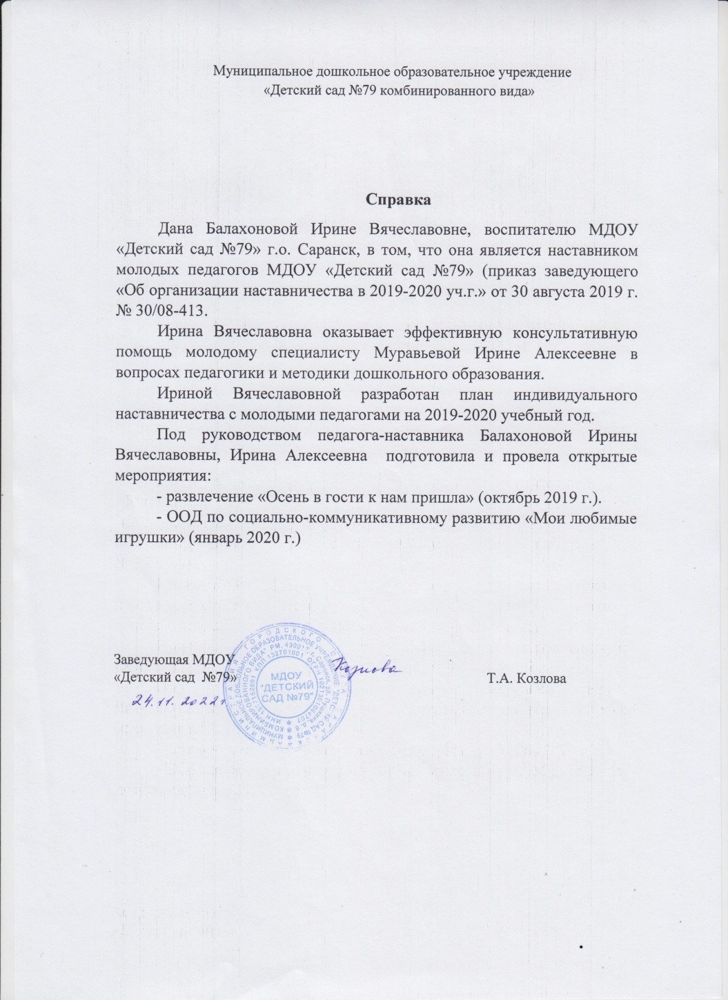 Муниципальное дошкольное образовательное учреждение
«Детский сад №79 комбинированного вида»
Справка
Дана Балахоновой Ирине Вячеславовне, воспитателю МДОУ
«Детский сад №79» г.о. Саранск, в том, что она является наставником
молодых педагогов МДОУ «Детский сад №79» (приказ заведующего
«Об организации наставничества в 2019-2020 уч.г.» от 30 августа 2019 г.
№ 30/08-413.
Ирина Вячеславовна оказывает эффективную консультативную
помощь молодому специалисту Муравьевой Ирине Алексеевне в
вопросах педагогики и методики дошкольного образования.
Ириной Вячеславовной разработан план индивидуального
наставничества с молодыми педагогами на 2019-2020 учебный год.
Под руководством педагога-наставника Балахоновой Ирины
Вячеславовны, Ирина Алексеевна подготовила и провела открытые
мероприятия:
- развлечение «Осень в гости к нам пришла» (октябрь 2019 г.).
- ООД по социально-коммуникативному развитию «Мои любимые
игрушки» (январь 2020 г.)
Заведующая МДОУ
«Детский сад №79»
Козлова
Т.А. Козлова
24.11.2022г.
МДОУ
"ДЕТСКИЙ
САД №79"